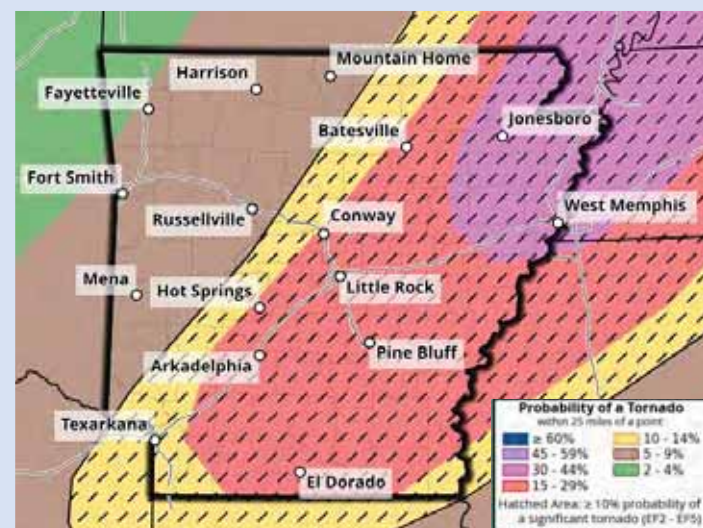 Mountain Home
Harrison
Fayetteville
Jonesboro
Batesville
Fort Smith
West Memphis
Russellville
Conway
Mena
Hot Springs
Little Rock
Arkadelphia
Pine Bluff
Texarkana
El Dorado
Probability of a Tornado
within 25 miles of a point
≥ 60%
10 - 14%
45 - 59%
5 - 9%
30 - 44%
2 - 4%
15 - 29%
Hatched Area: ≥ 10% probability of
a significant tornado (EF2 - EF5)